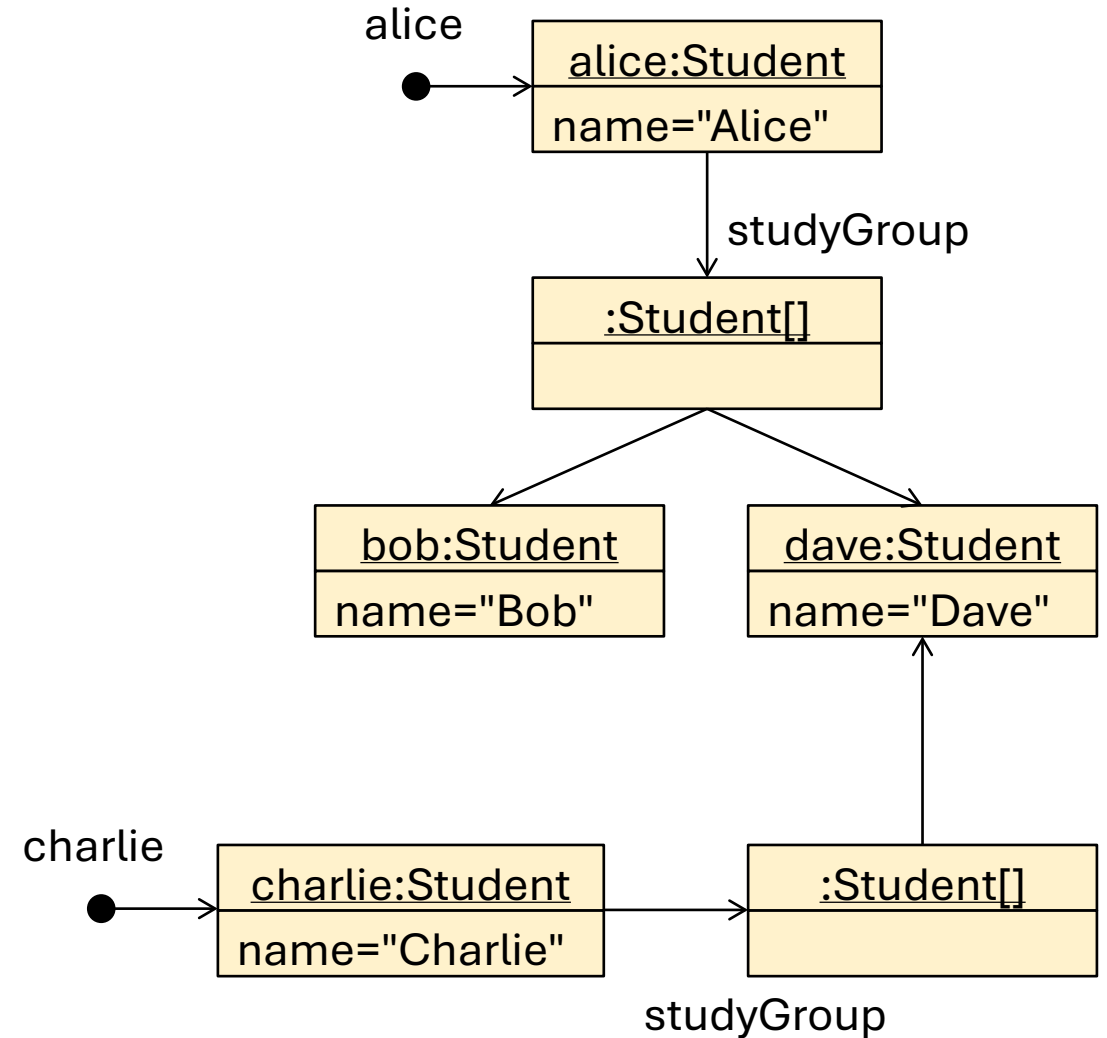 alice
alice:Student
name="Alice"
studyGroup
:Student[]
bob:Student
name="Bob"
dave:Student
name="Dave"
charlie
charlie:Student
name="Charlie"
:Student[]
studyGroup